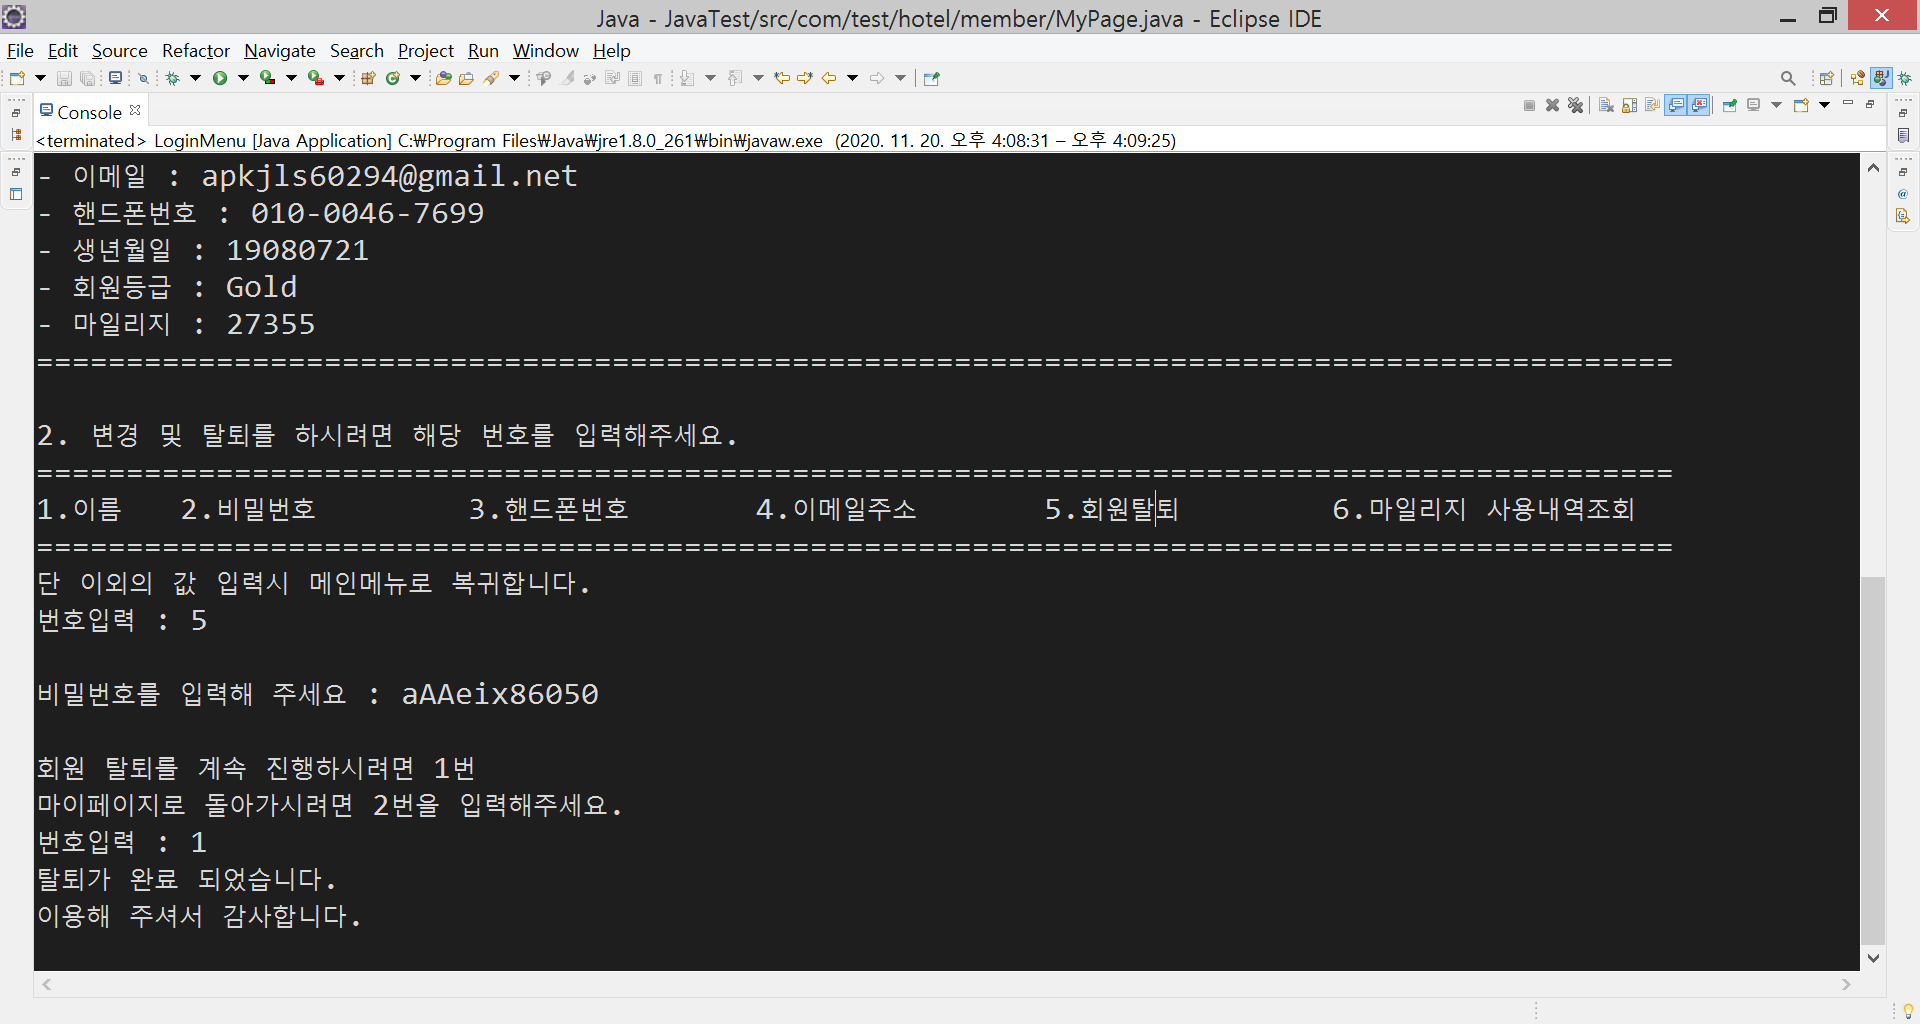 Java - JavaTest/src/com/test/hotel/member/MyPage.java - Eclipse IDE
File Edit Source Refactor Navigate Search Project Run Window Help
Console
<terminated> LoginMenu [Java Application] C:₩Program Files₩Java₩jre1.8.0_261₩bin₩javaw.exe (2020. 11. 20. 오후 4:08:31 – 오후 4:09:25)
- 이메일 : apkjls60294@gmail.net
- 핸드폰번호 : 010-0046-7699
- 생년월일 : 19080721
- 회원등급 : Gold
- 마일리지 : 27355
=============================================================================================
2. 변경 및 탈퇴를 하시려면 해당 번호를 입력해주세요.
=============================================================================================
1.이름 2.비밀번호 3.핸드폰번호 4.이메일주소 5.회원탈퇴 6.마일리지 사용내역조회
=============================================================================================
단 이외의 값 입력시 메인메뉴로 복귀합니다.
번호입력 : 5
비밀번호를 입력해 주세요 : aAAeix86050
회원 탈퇴를 계속 진행하시려면 1번
마이페이지로 돌아가시려면 2번을 입력해주세요.
번호입력 : 1
탈퇴가 완료 되었습니다.
이용해 주셔서 감사합니다.